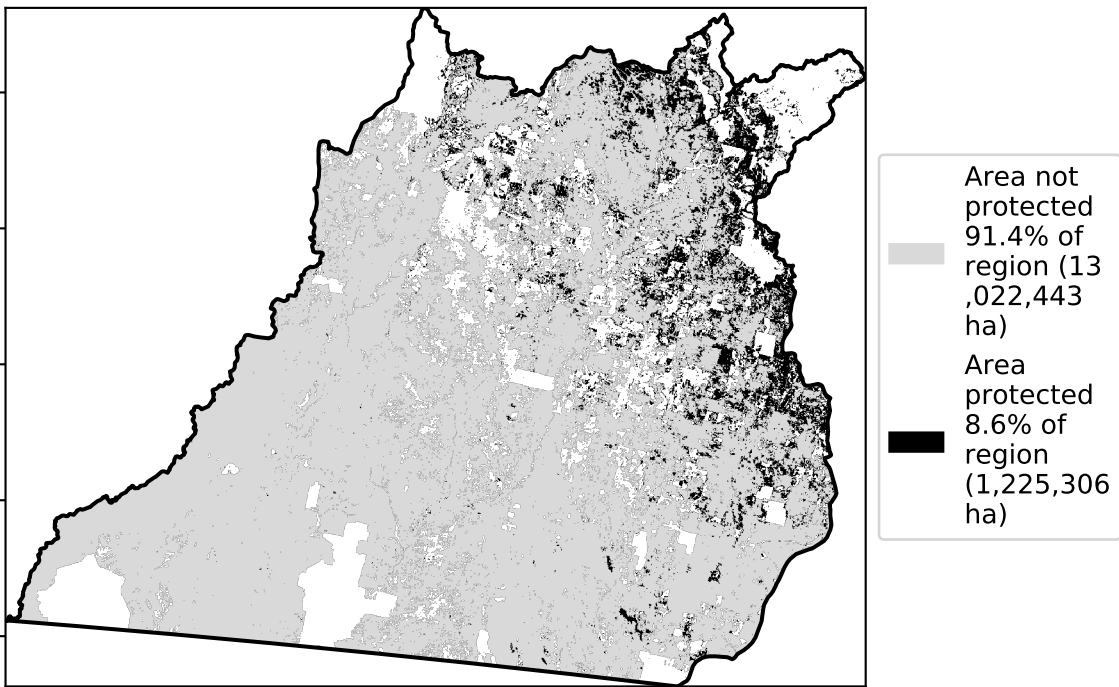 Area not
protected
91.4% of
region (13
,022,443
ha)
Area
protected
8.6% of
region
(1,225,306
ha)